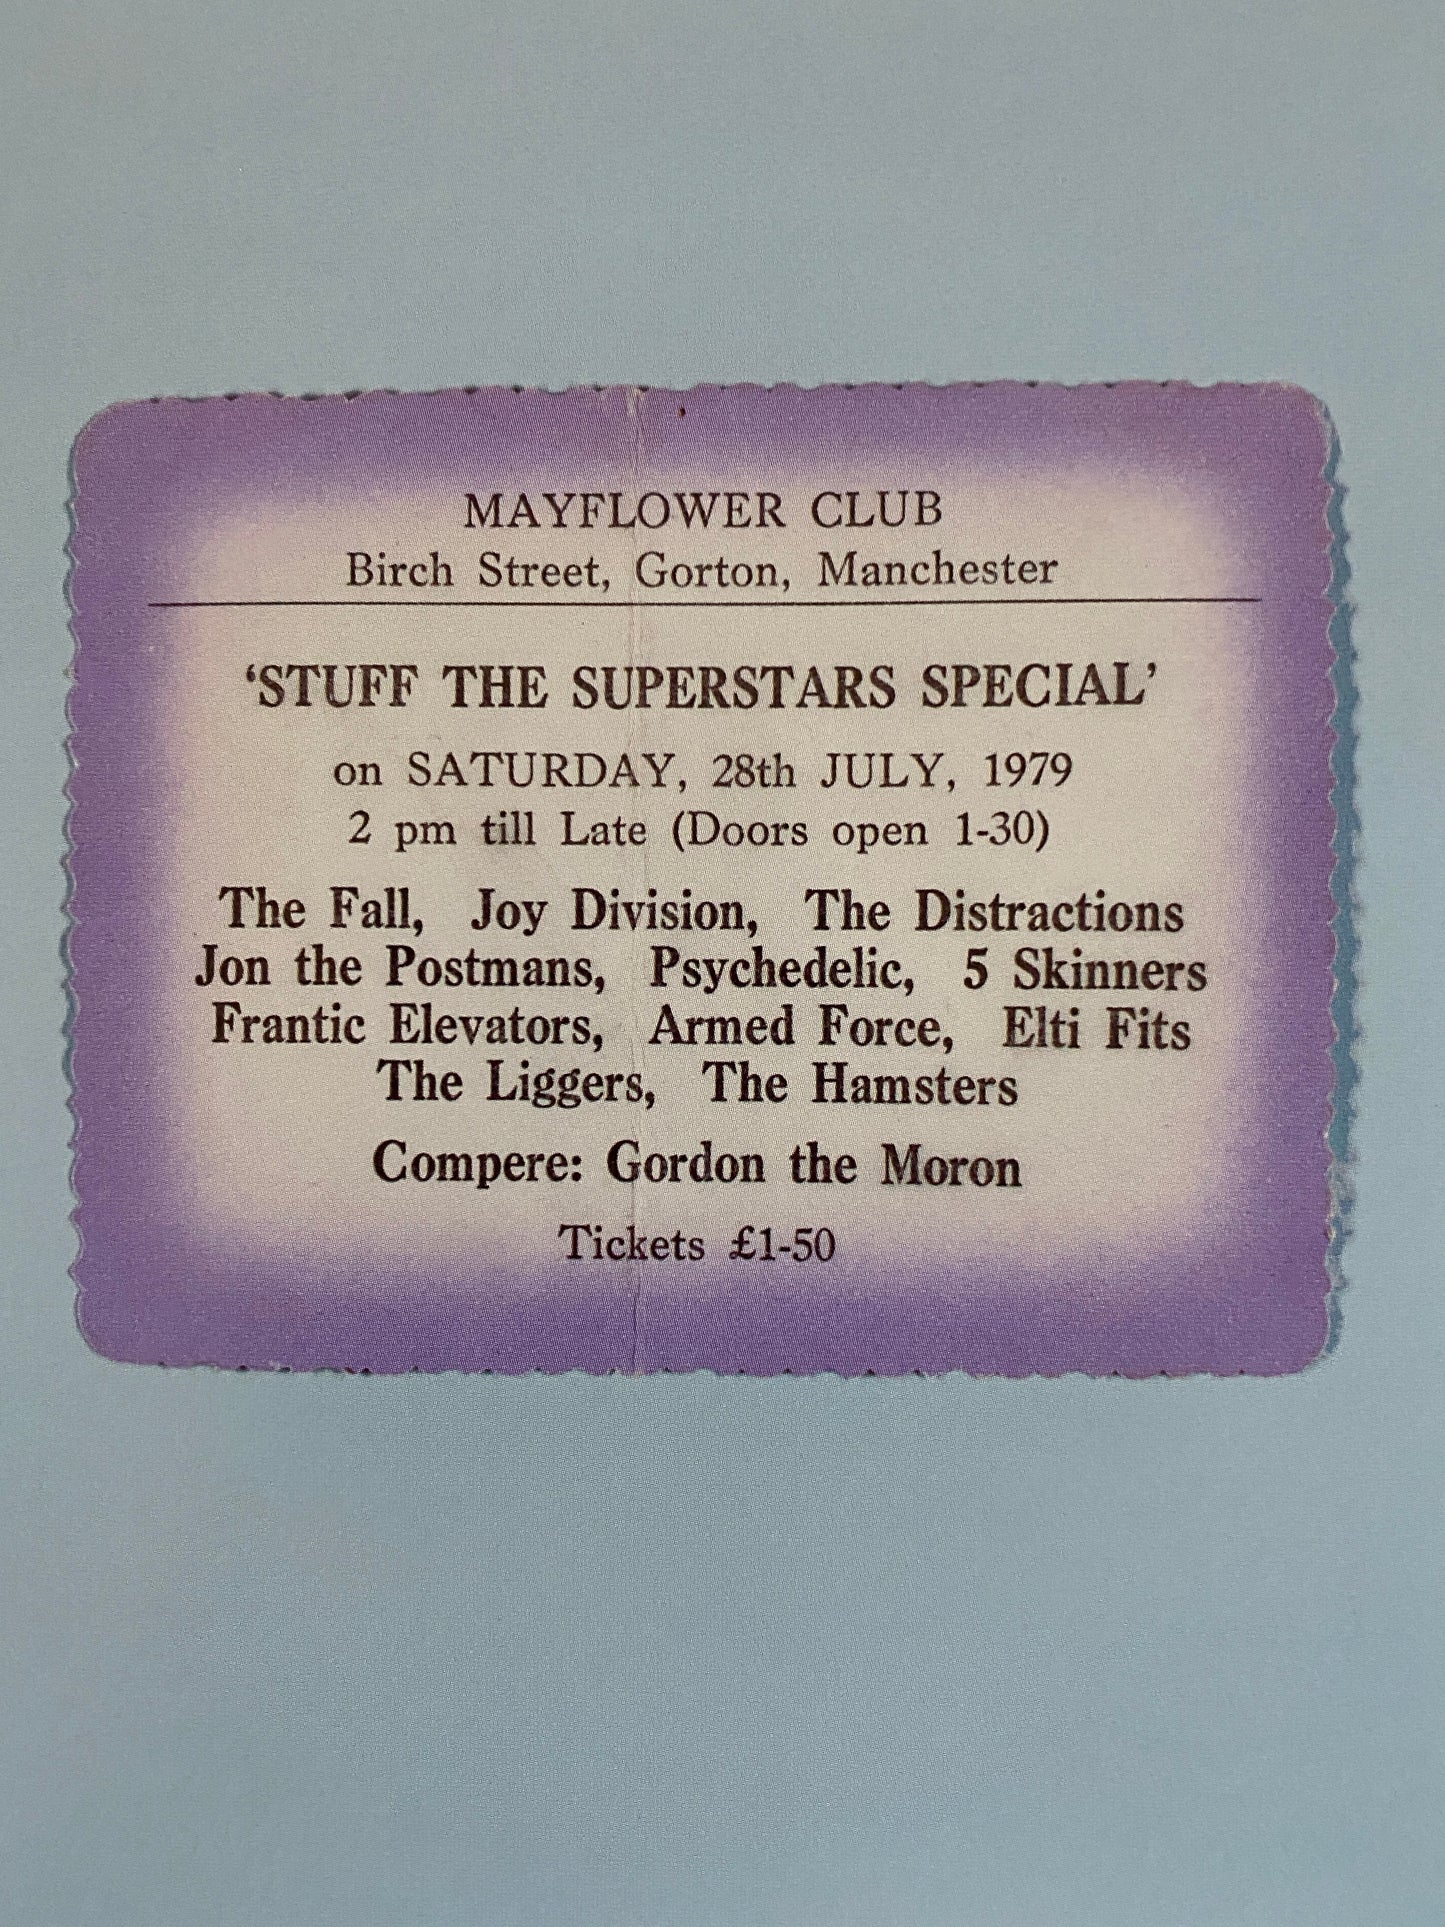 MAYFLOWER CLUB
Birch Street, Gorton, Manchester
‘STUFF THE SUPERSTARS SPECIAL’
on SATURDAY, 28th JULY, 1979
2 pm till Late (Doors open 1-30)
The Fall, Joy Division, The Distractions
Jon the Postmans, Psychedelic, 5 Skinners
Frantic Elevators, Armed Force, Elti Fits
The Liggers, The Hamsters
Compere: Gordon the Moron
Tickets £1-50